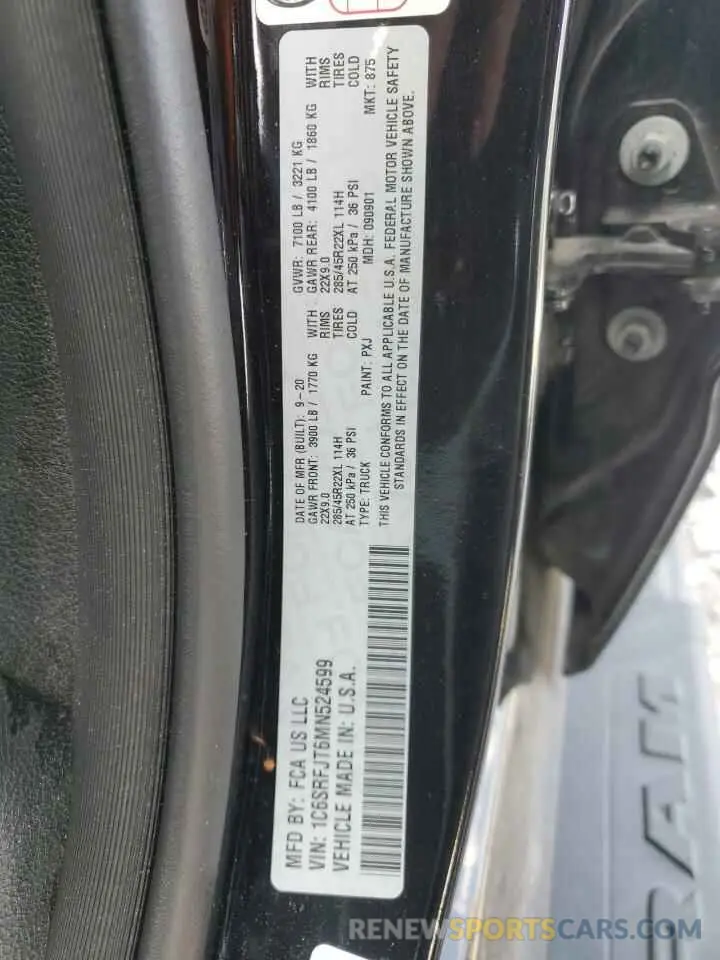 MFD BY: FCA US LLC
VIN: 1C6SRFJT6MN524599
VEHICLE MADE IN: U.S.A.
DATE OF MFR (BUILT): 9-20
GVWR: 7100 LB / 3221 KG
GAWR FRONT: 3900 LB / 1770 KG WITH
GAWR REAR: 4100 LB / 1860 KG WITH
22X9.0 RIMS
22X9.0 RIMS
285/45R22XL 114H TIRES
285/45R22XL 114H TIRES
AT 250 kPa / 36 PSI COLD
AT 250 kPa / 36 PSI COLD
TYPE: TRUCK PAINT: PXJ MDH: 090901 MKT: 875
THIS VEHICLE CONFORMS TO ALL APPLICABLE U.S.A. FEDERAL MOTOR VEHICLE SAFETY
STANDARDS IN EFFECT ON THE DATE OF MANUFACTURE SHOWN ABOVE.
RAM
RENEWSPORTSCARS.COM